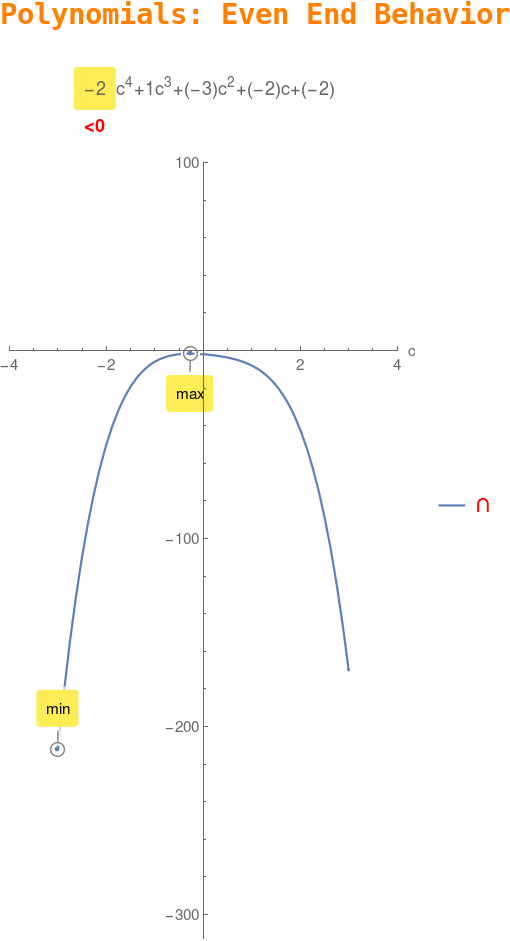 Polynomials: Even End Behavior
−2 c⁴+1c³+(−3)c²+(−2)c+(−2)
<0
100
−4 −2 2 4 c
max
−100
∩
min
−200
−300